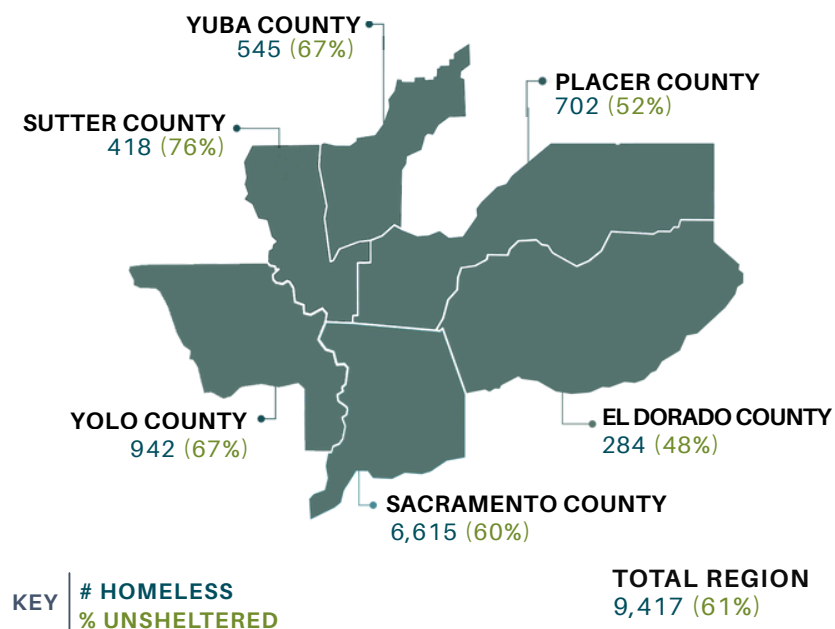 YUBA COUNTY
545 (67%)
PLACER COUNTY
702 (52%)
SUTTER COUNTY
418 (76%)
YOLO COUNTY
942 (67%)
EL DORADO COUNTY
284 (48%)
SACRAMENTO COUNTY
6,615 (60%)
KEY
# HOMELESS
% UNSHELTERED
TOTAL REGION
9,417 (61%)